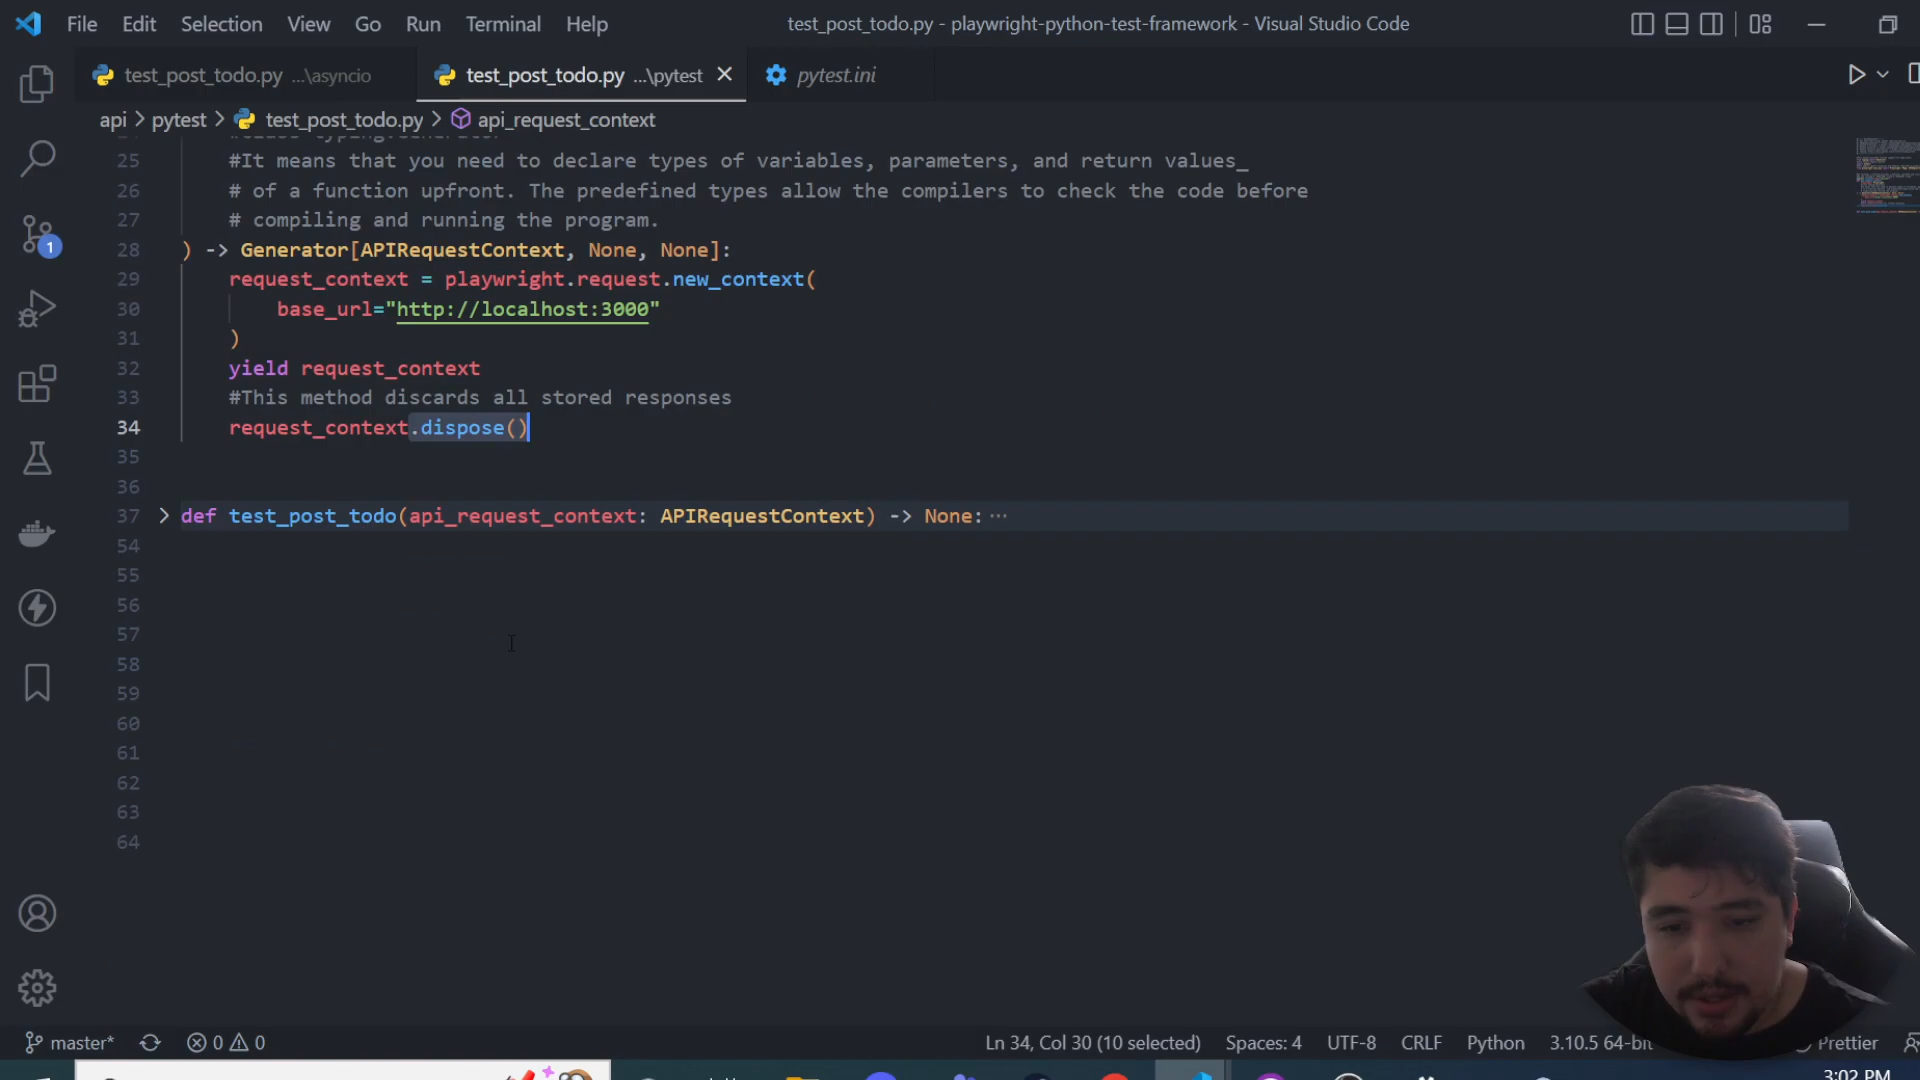 File Edit Selection View Go Run Terminal Help
test_post_todo.py - playwright-python-test-framework - Visual Studio Code
test_post_todo.py ...\asyncio
test_post_todo.py ...\pytest
pytest.ini
api > pytest > test_post_todo.py > api_request_context
25 #It means that you need to declare types of variables, parameters, and return values_
26 # of a function upfront. The predefined types allow the compilers to check the code before
27 # compiling and running the program.
28 ) -> Generator[APIRequestContext, None, None]:
29 request_context = playwright.request.new_context(
30 base_url="http://localhost:3000"
31 )
32 yield request_context
33 #This method discards all stored responses
34 request_context.dispose()
35
36
37 def test_post_todo(api_request_context: APIRequestContext) -> None: ...
54
55
56
57
58
59
60
61
62
63
64
1
master* 0 0 Ln 34, Col 30 (10 selected) Spaces: 4 UTF-8 CRLF Python 3.10.5 64-bit Prettier
3:02 PM